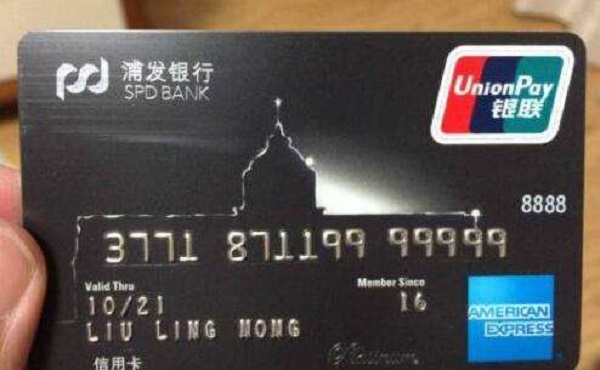 浦发银行
SPD BANK
UnionPay
银联
8888
3771 871199 99999
Valid Thru
Member Since
10/21
16
LIU LING
AMERICAN
EXPRESS
信用卡
Platinum